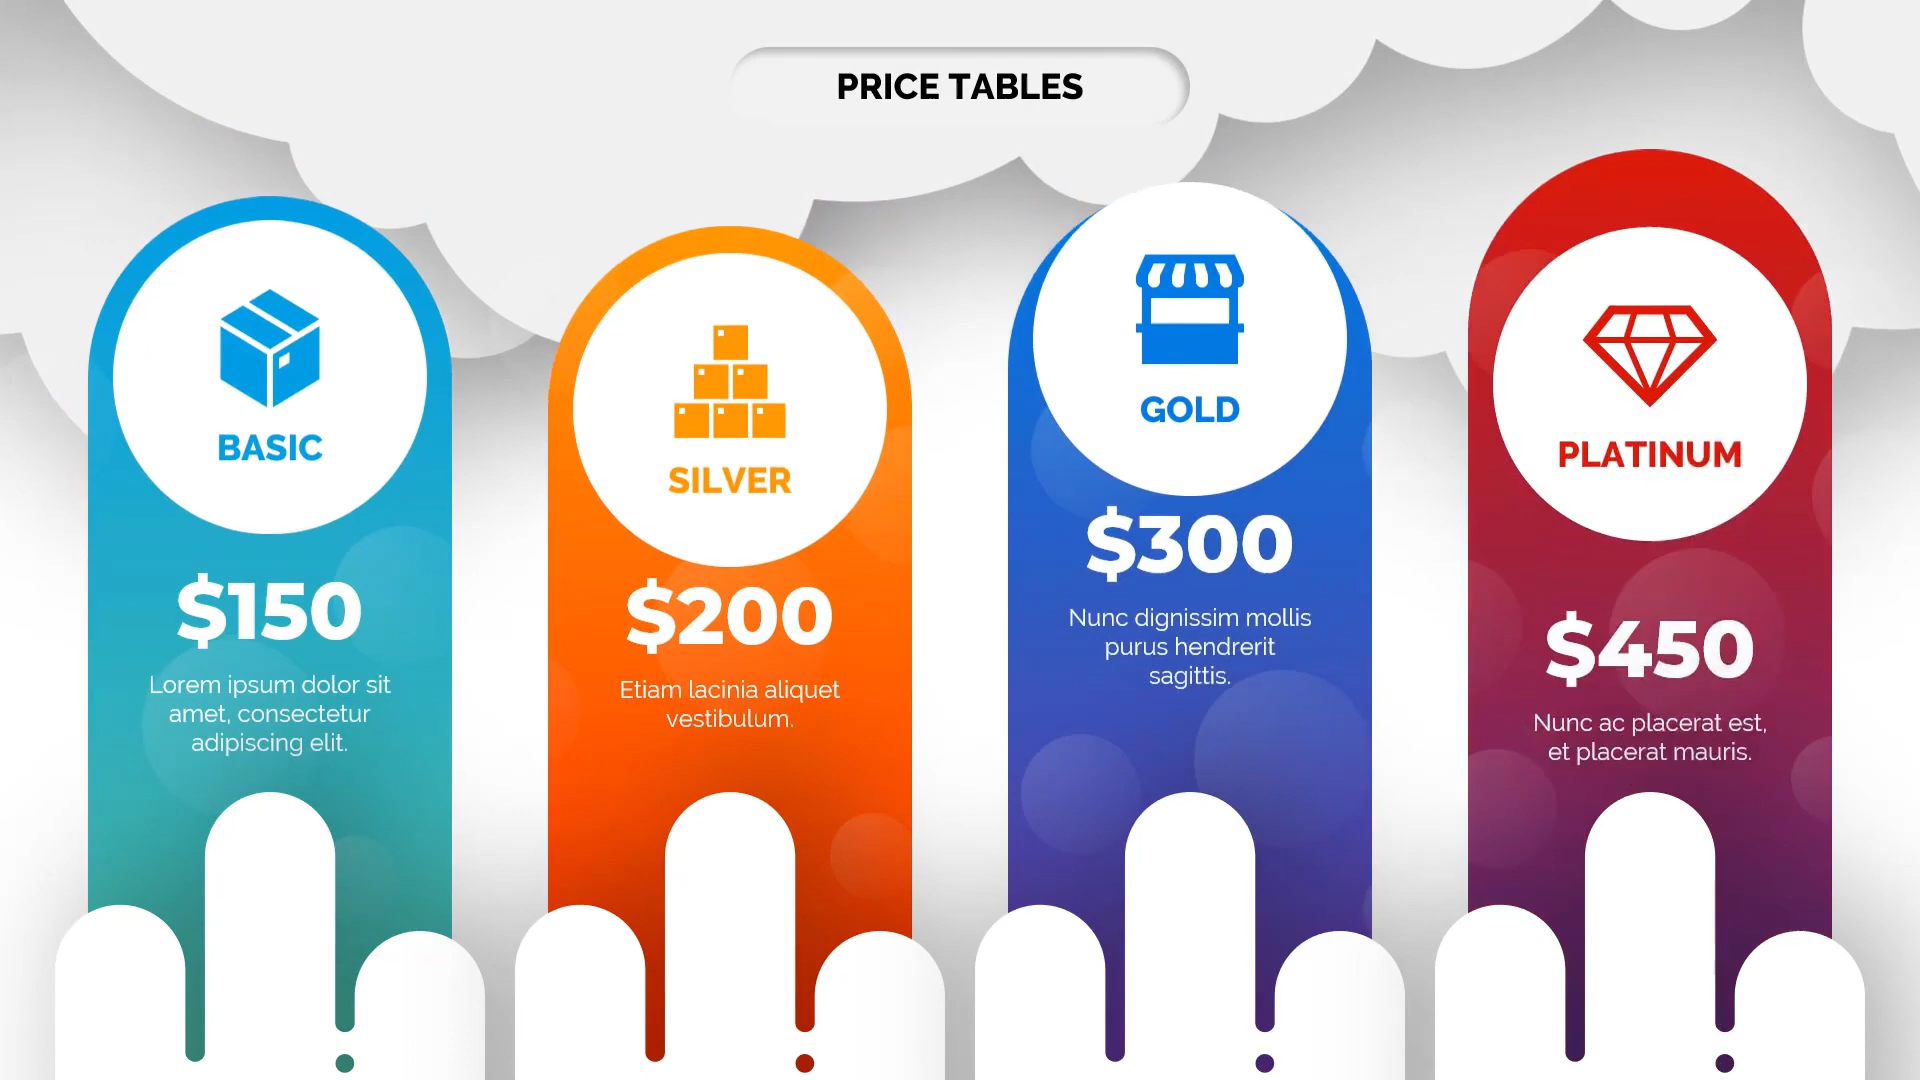 PRICE TABLES
BASIC
$150
Lorem ipsum dolor sit
amet, consectetur
adipiscing elit.
SILVER
$200
Etiam lacinia aliquet
vestibulum.
GOLD
$300
Nunc dignissim mollis
purus hendrerit
sagittis.
PLATINUM
$450
Nunc ac placerat est,
et placerat mauris.